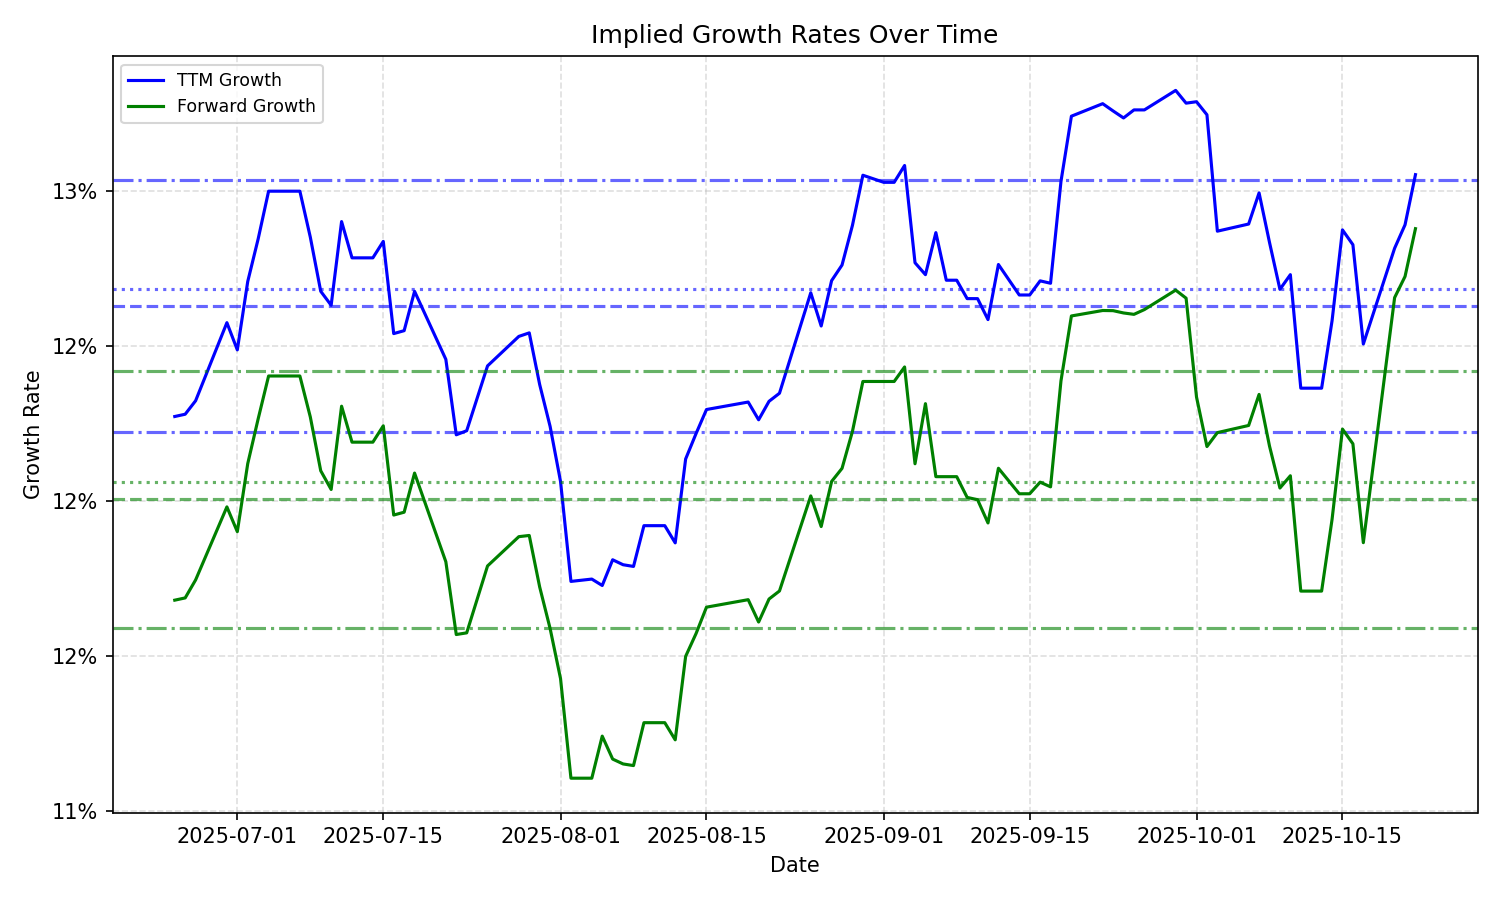 Implied Growth Rates Over Time
TTM Growth
Forward Growth
13%
12%
12%
12%
11%
Growth Rate
2025-07-01 2025-07-15 2025-08-01 2025-08-15 2025-09-01 2025-09-15 2025-10-01 2025-10-15
Date